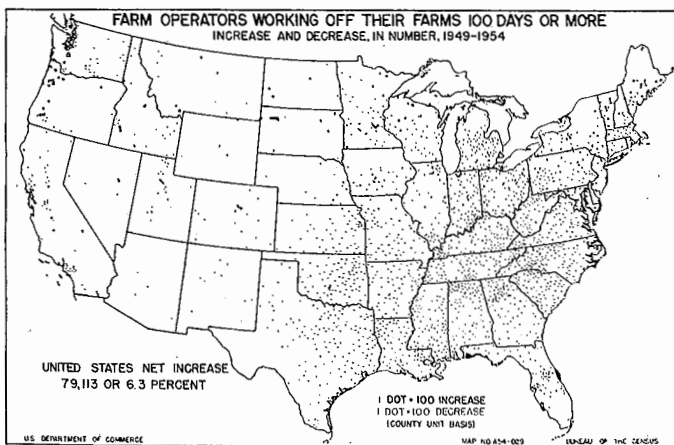 FARM OPERATORS WORKING OFF THEIR FARMS 100 DAYS OR MORE
INCREASE AND DECREASE, IN NUMBER, 1949-1954
UNITED STATES NET INCREASE
79,113 OR 6.3 PERCENT
1 DOT = 100 INCREASE
1 DOT = 100 DECREASE
(COUNTY UNIT BASIS)
U.S. DEPARTMENT OF COMMERCE
MAP NO. A54-029
BUREAU OF THE CENSUS